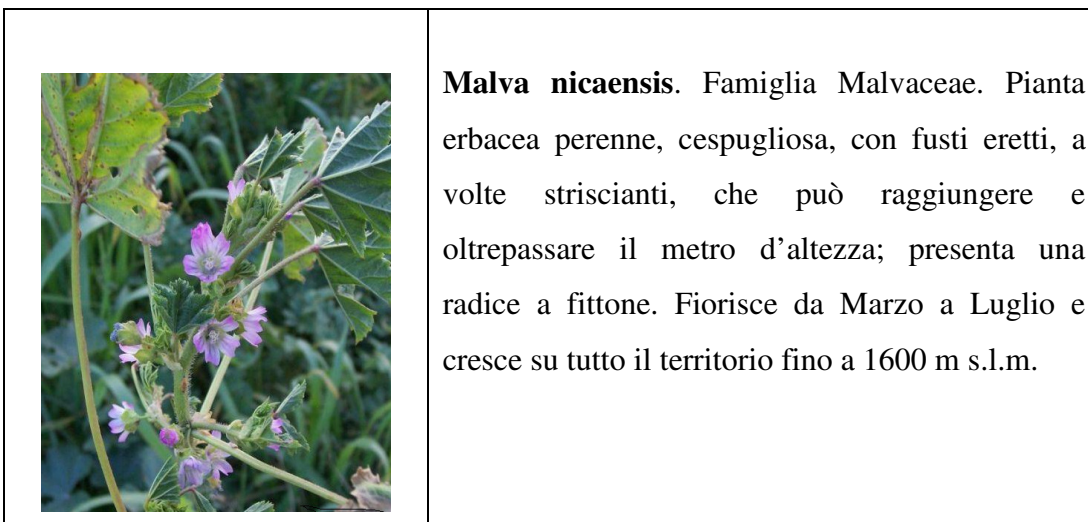 Malva nicaensis. Famiglia Malvaceae. Pianta
erbacea perenne, cespugliosa, con fusti eretti, a
volte striscianti, che può raggiungere e
oltrepassare il metro d'altezza; presenta una
radice a fittone. Fiorisce da Marzo a Luglio e
cresce su tutto il territorio fino a 1600 m s.l.m.